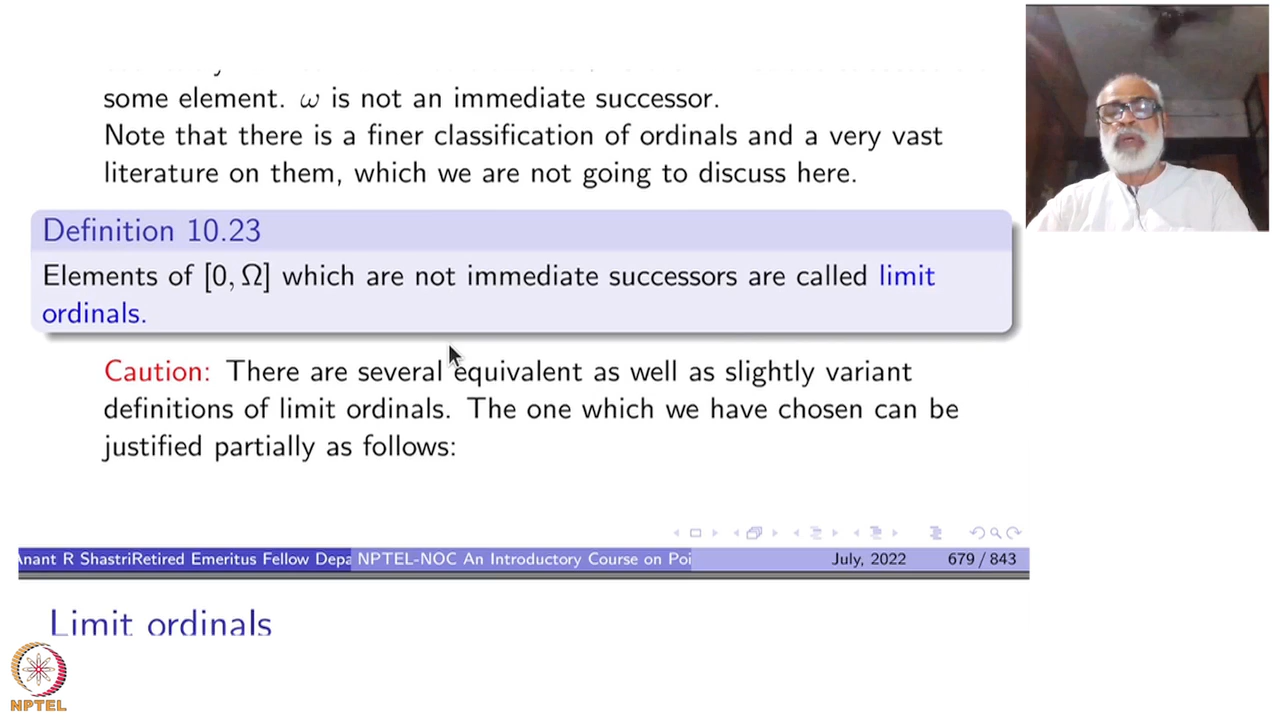 some element. ω is not an immediate successor.
Note that there is a finer classification of ordinals and a very vast
literature on them, which we are not going to discuss here.
Definition 10.23
Elements of [0, Ω] which are not immediate successors are called limit
ordinals.
Caution: There are several equivalent as well as slightly variant
definitions of limit ordinals. The one which we have chosen can be
justified partially as follows:
Anant R ShastriRetired Emeritus Fellow Depa NPTEL-NOC An Introductory Course on Poi July, 2022 679 / 843
Limit ordinals
NPTEL